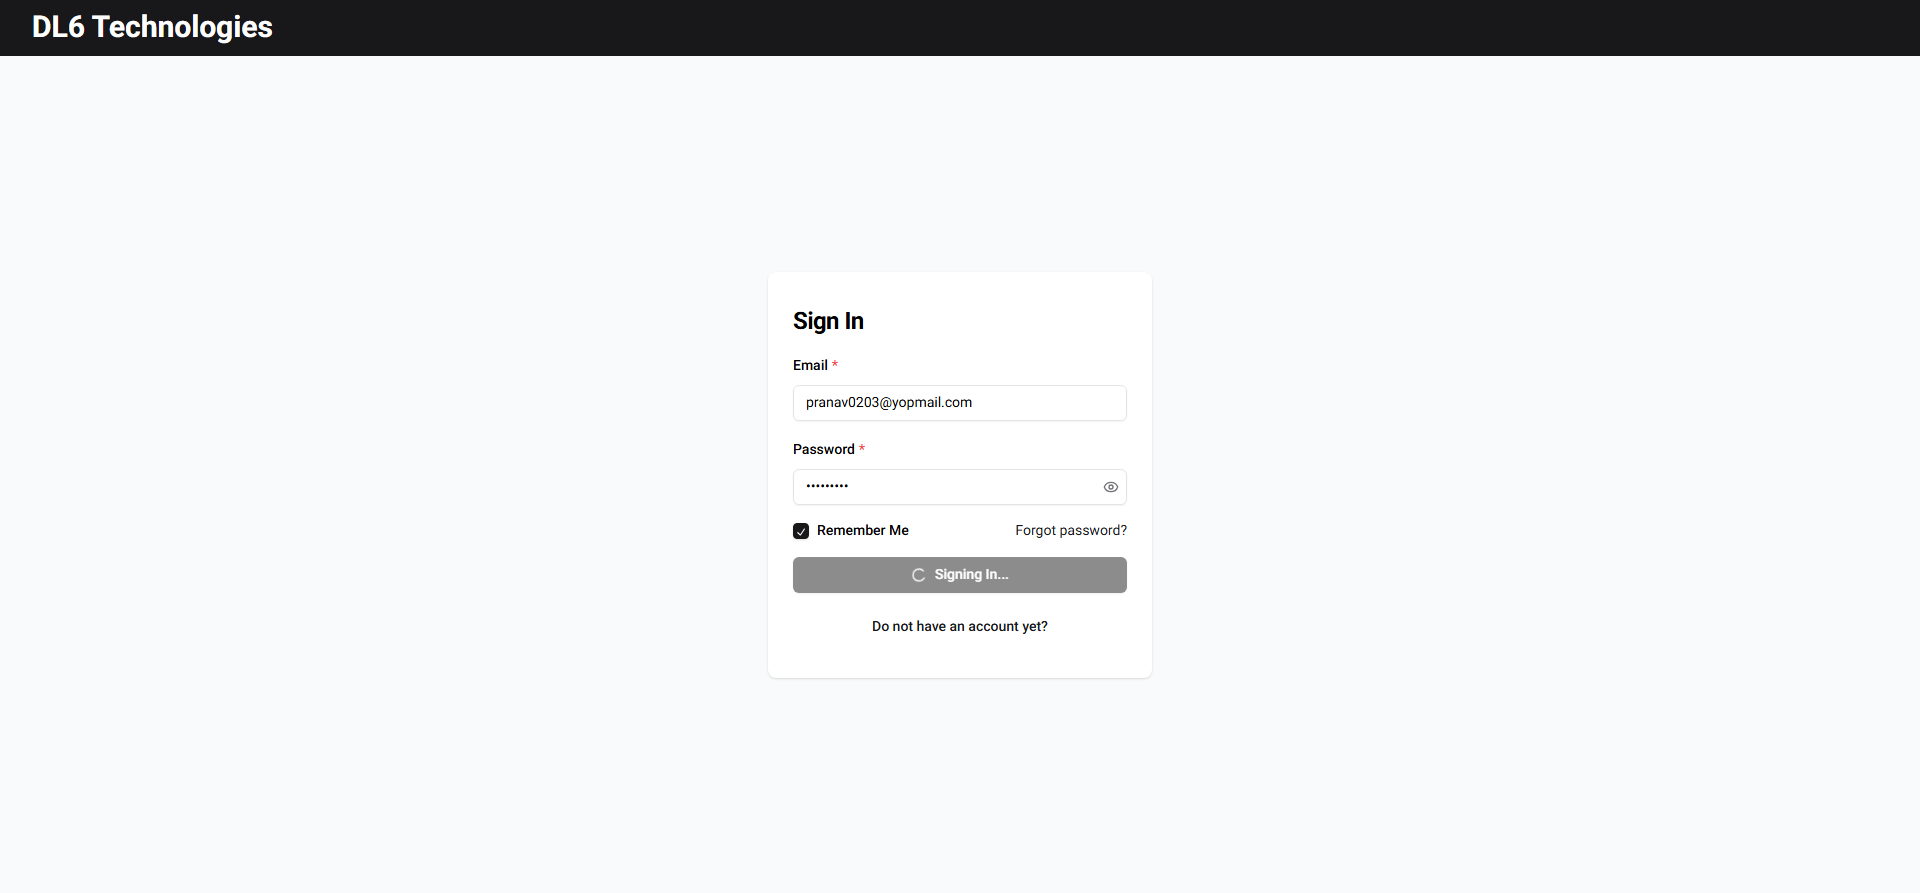 DL6 Technologies
Sign In
Email *
pranav0203@yopmail.com
Password *
•••••••••
Remember Me
Forgot password?
Signing In...
Do not have an account yet?